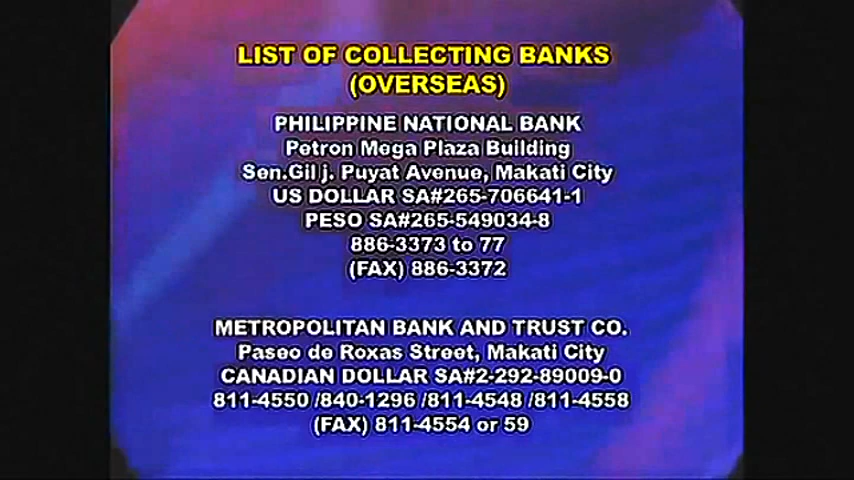 LIST OF COLLECTING BANKS
(OVERSEAS)
PHILIPPINE NATIONAL BANK
Petron Mega Plaza Building
Sen.Gil j. Puyat Avenue, Makati City
US DOLLAR SA#265-706641-1
PESO SA#265-549034-8
886-3373 to 77
(FAX) 886-3372
METROPOLITAN BANK AND TRUST CO.
Paseo de Roxas Street, Makati City
CANADIAN DOLLAR SA#2-292-89009-0
811-4550 /840-1296 /811-4548 /811-4558
(FAX) 811-4554 or 59